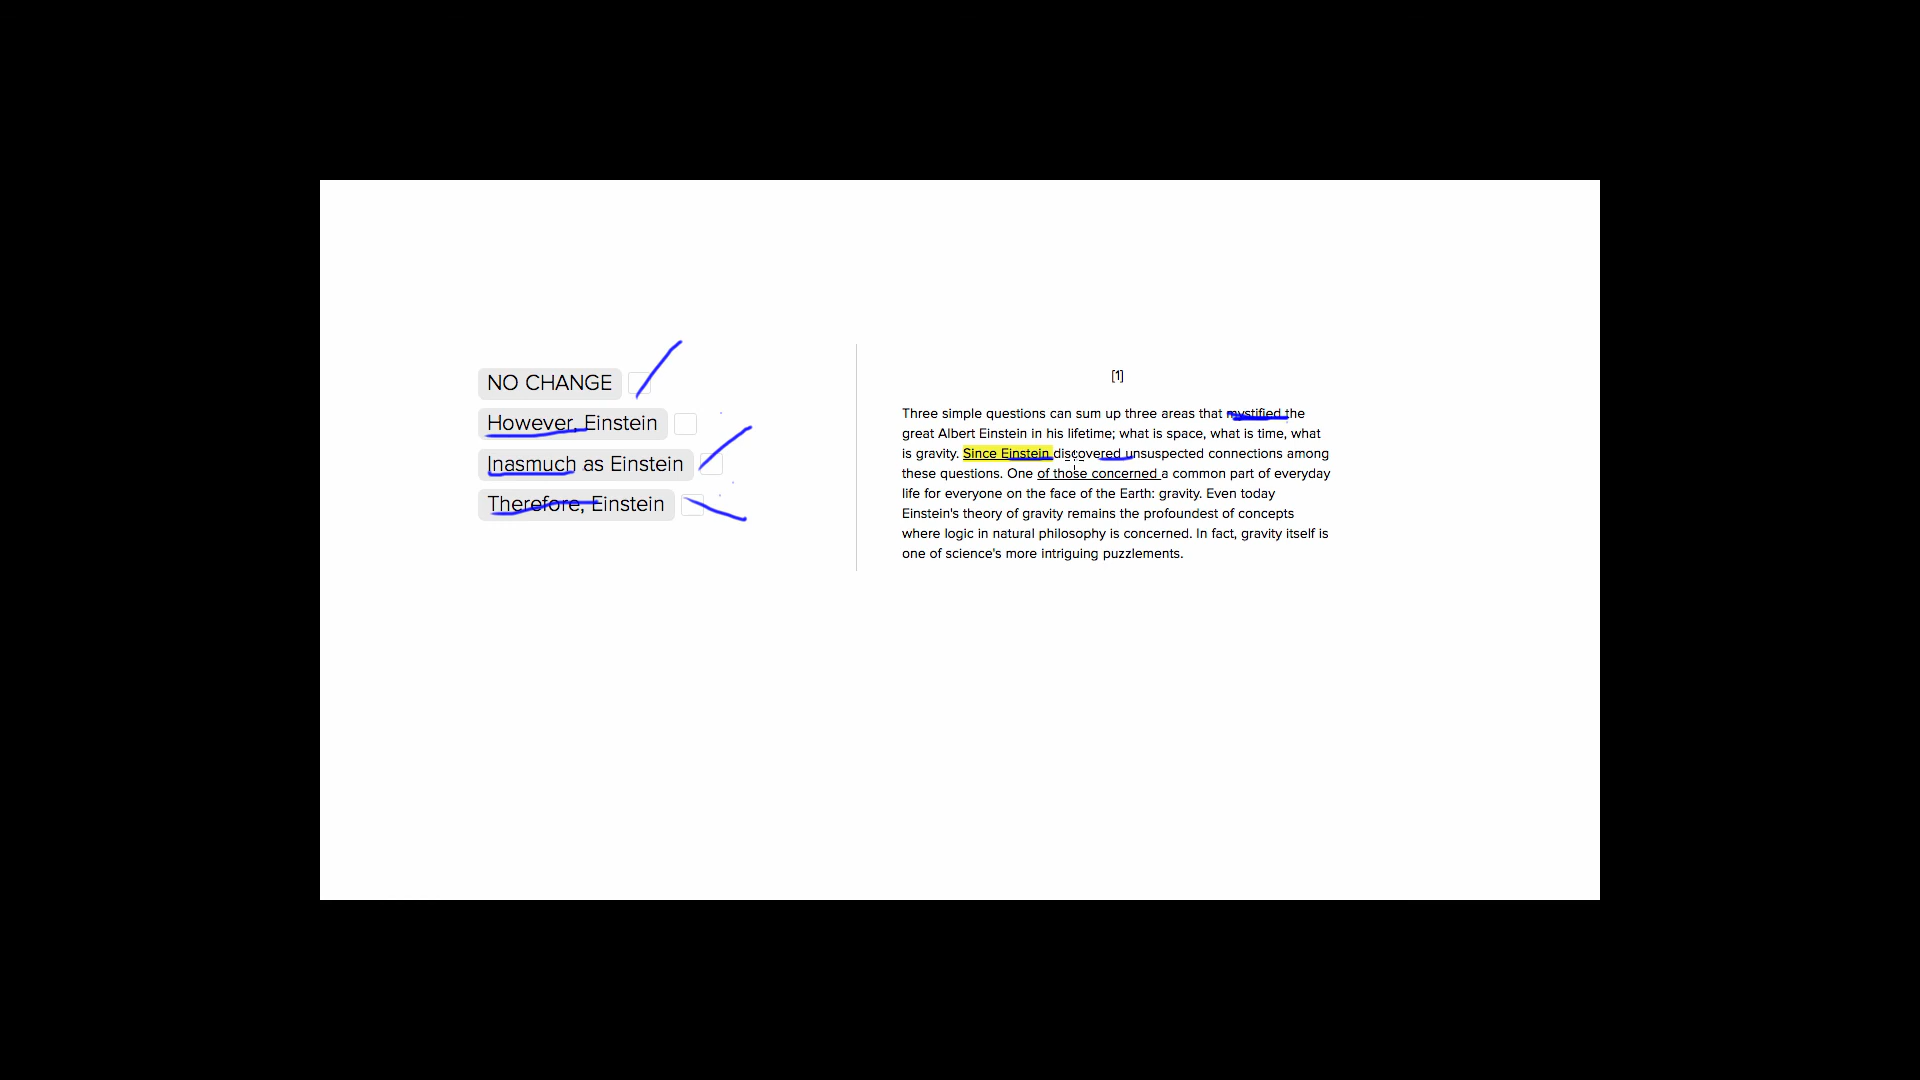 NO CHANGE
However, Einstein
Inasmuch as Einstein
Therefore, Einstein
[1]
Three simple questions can sum up three areas that mystified the
great Albert Einstein in his lifetime; what is space, what is time, what
is gravity. Since Einstein discovered unsuspected connections among
these questions. One of those concerned a common part of everyday
life for everyone on the face of the Earth: gravity. Even today
Einstein's theory of gravity remains the profoundest of concepts
where logic in natural philosophy is concerned. In fact, gravity itself is
one of science's more intriguing puzzlements.